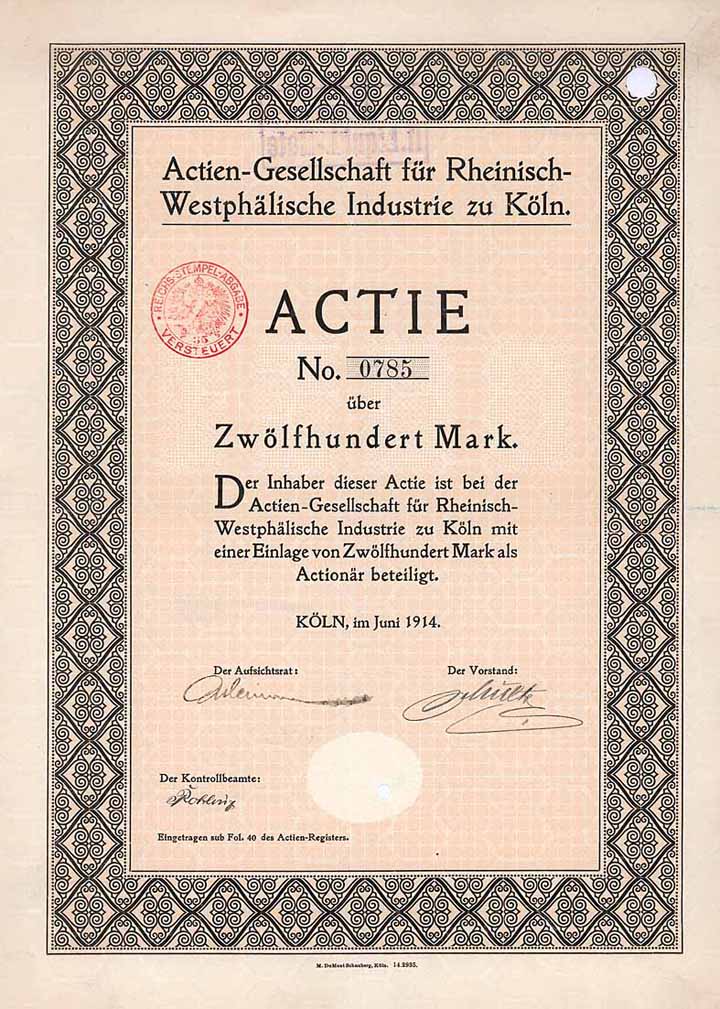 Actien-Gesellschaft für Rheinisch-
Westphälische Industrie zu Köln.
REICHS-STEMPEL-ABGABE
VERSTEUERT
ACTIE
No. 0785
über
Zwölfhundert Mark.
Der Inhaber dieser Actie ist bei der
Actien-Gesellschaft für Rheinisch-
Westphälische Industrie zu Köln mit
einer Einlage von Zwölfhundert Mark als
Actionär beteiligt.
KÖLN, im Juni 1914.
Der Aufsichtsrat:
Der Vorstand:
Der Kontrollbeamte:
Eingetragen sub Fol. 40 des Actien-Registers.
M. DuMont Schauberg, Köln. 14.2935.